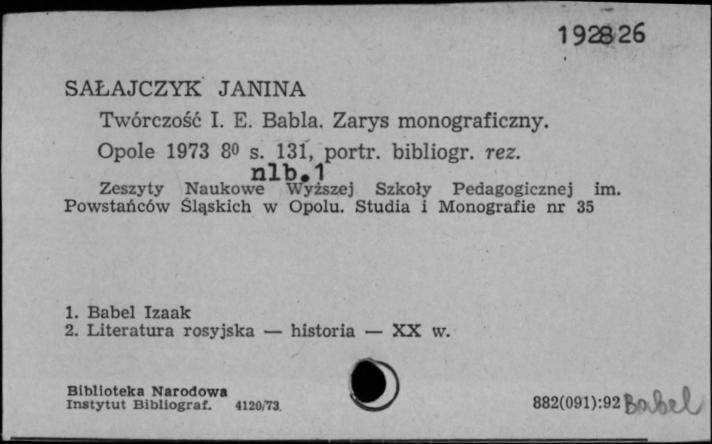 192826
SAŁAJCZYK JANINA
Twórczość I. E. Babla. Zarys monograficzny.
Opole 1973 8⁰ s. 131, portr. bibliogr. rez.
nlb.1
Zeszyty Naukowe Wyższej Szkoły Pedagogicznej im.
Powstańców Śląskich w Opolu. Studia i Monografie nr 35
1. Babel Izaak
2. Literatura rosyjska — historia — XX w.
Biblioteka Narodowa
Instytut Bibliograf. 4120/73.
882(091):92 Babel